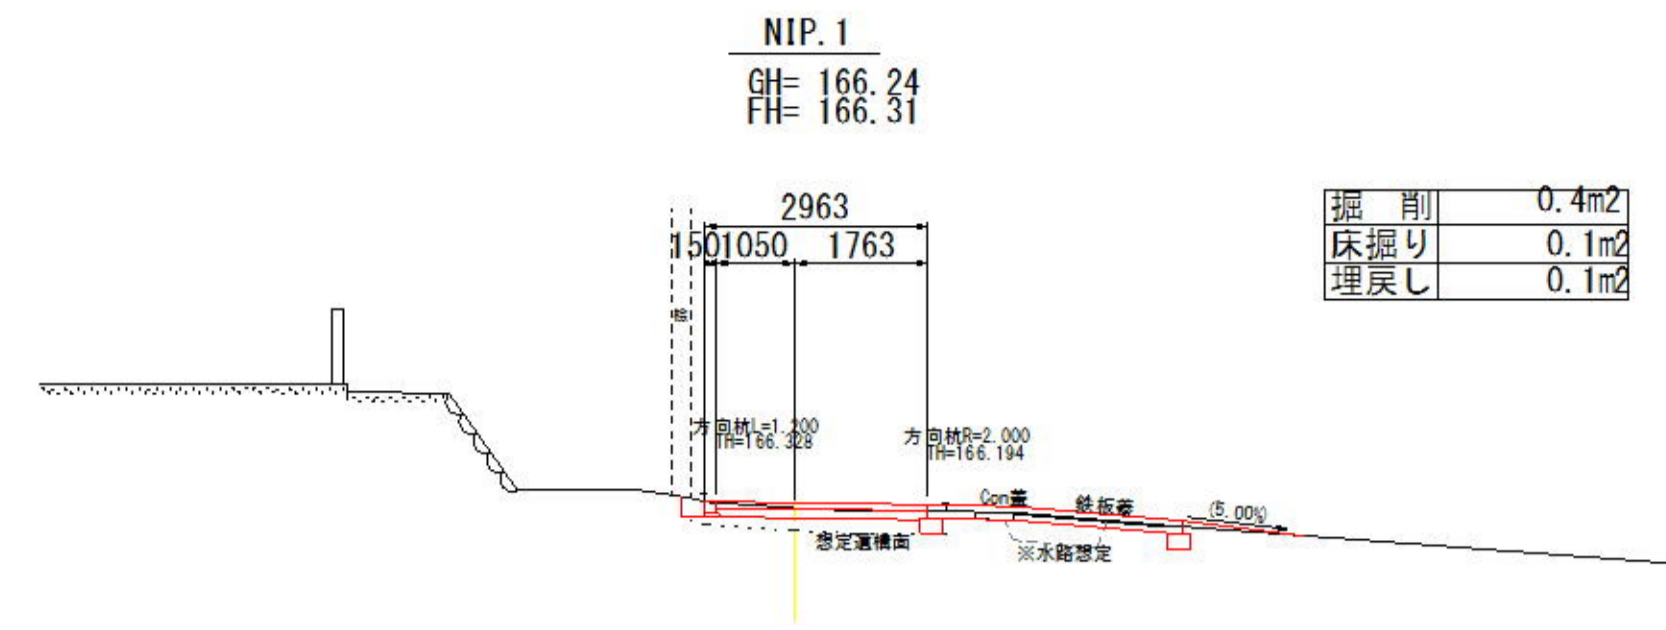 NIP.1
GH= 166.24
FH= 166.31
掘　削 0.4m2
床掘り 0.1m2
埋戻し 0.1m2
2963
150 1050 1763
方向杭L=1.200
TH=166.328
方向杭R=2.000
TH=166.194
Con蓋
鉄板蓋
(5.00%)
想定遺構面
※水路想定